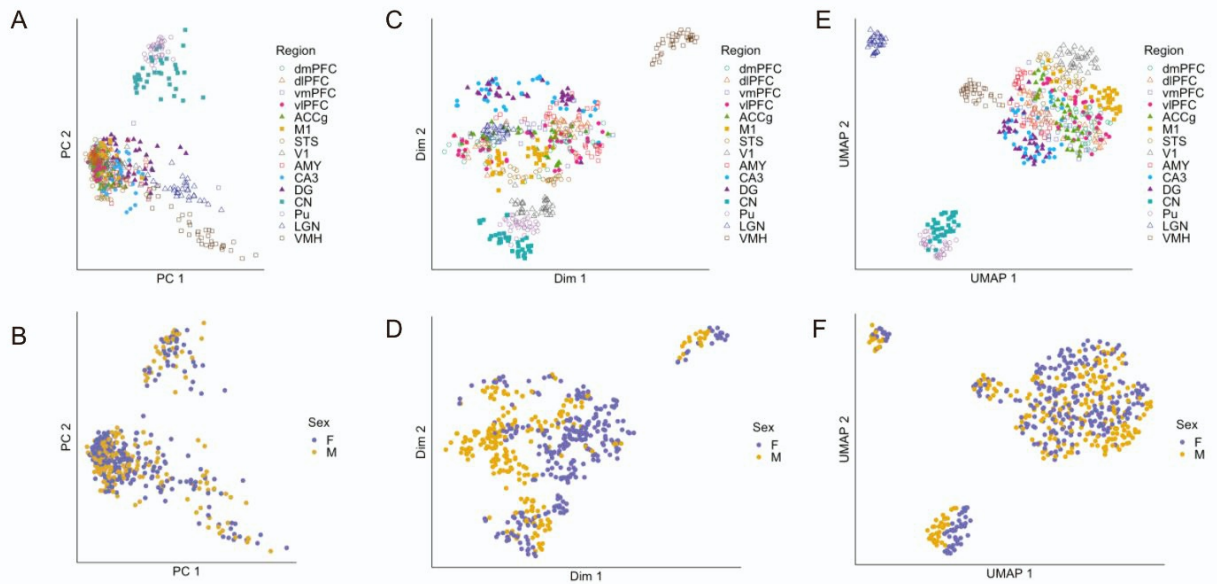 A
PC 2
PC 1
Region
dmPFC
dlPFC
vmPFC
vlPFC
ACCg
M1
STS
V1
AMY
CA3
DG
CN
Pu
LGN
VMH
C
Dim 2
Dim 1
Region
dmPFC
dlPFC
vmPFC
vlPFC
ACCg
M1
STS
V1
AMY
CA3
DG
CN
Pu
LGN
VMH
E
UMAP 2
UMAP 1
Region
dmPFC
dlPFC
vmPFC
vlPFC
ACCg
M1
STS
V1
AMY
CA3
DG
CN
Pu
LGN
VMH
B
PC 2
PC 1
Sex
F
M
D
Dim 2
Dim 1
Sex
F
M
F
UMAP 2
UMAP 1
Sex
F
M